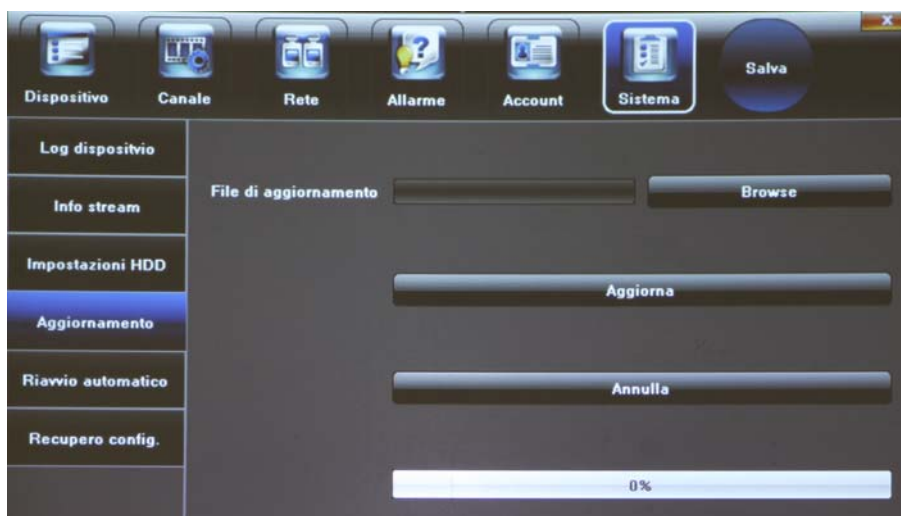 Dispositivo Canale Rete Allarme Account Sistema Salva
Log dispositvio
Info stream
Impostazioni HDD
Aggiornamento
Riavvio automatico
Recupero config.
File di aggiornamento Browse
Aggiorna
Annulla
0%